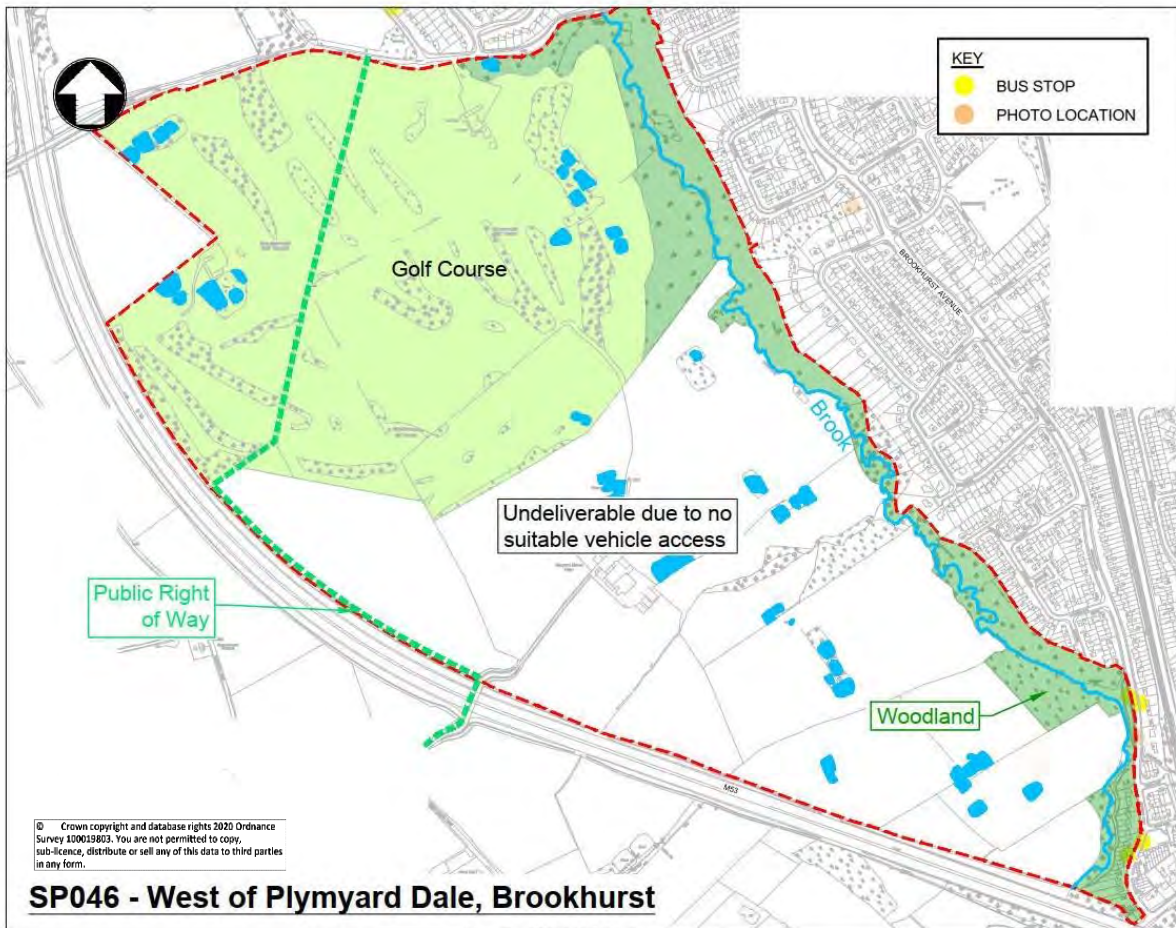 KEY
BUS STOP
PHOTO LOCATION
BROOKHURST AVENUE
Golf Course
Brook
Undeliverable due to no
suitable vehicle access
Public Right
of Way
Woodland
M53
© Crown copyright and database rights 2020 Ordnance
Survey 100019803. You are not permitted to copy,
sub-licence, distribute or sell any of this data to third parties
in any form.
SP046 - West of Plymyard Dale, Brookhurst